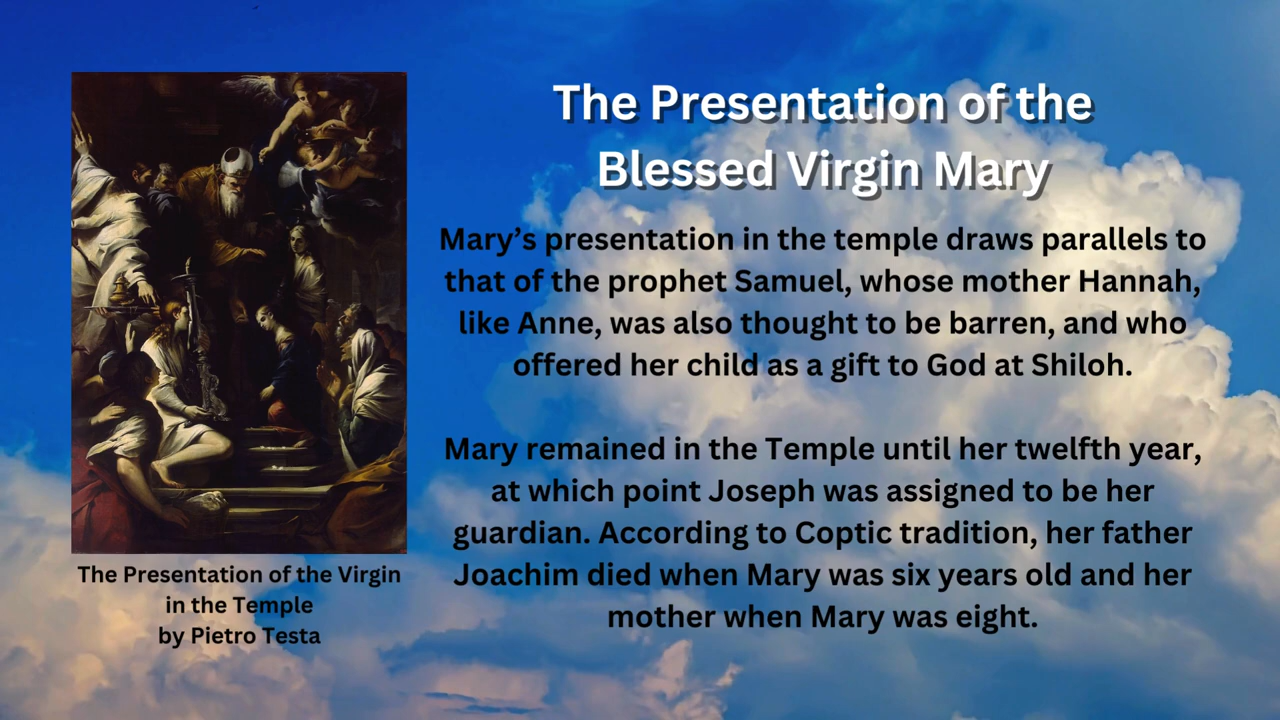 The Presentation of the
Blessed Virgin Mary
Mary’s presentation in the temple draws parallels to
that of the prophet Samuel, whose mother Hannah,
like Anne, was also thought to be barren, and who
offered her child as a gift to God at Shiloh.
Mary remained in the Temple until her twelfth year,
at which point Joseph was assigned to be her
guardian. According to Coptic tradition, her father
Joachim died when Mary was six years old and her
mother when Mary was eight.
The Presentation of the Virgin
in the Temple
by Pietro Testa